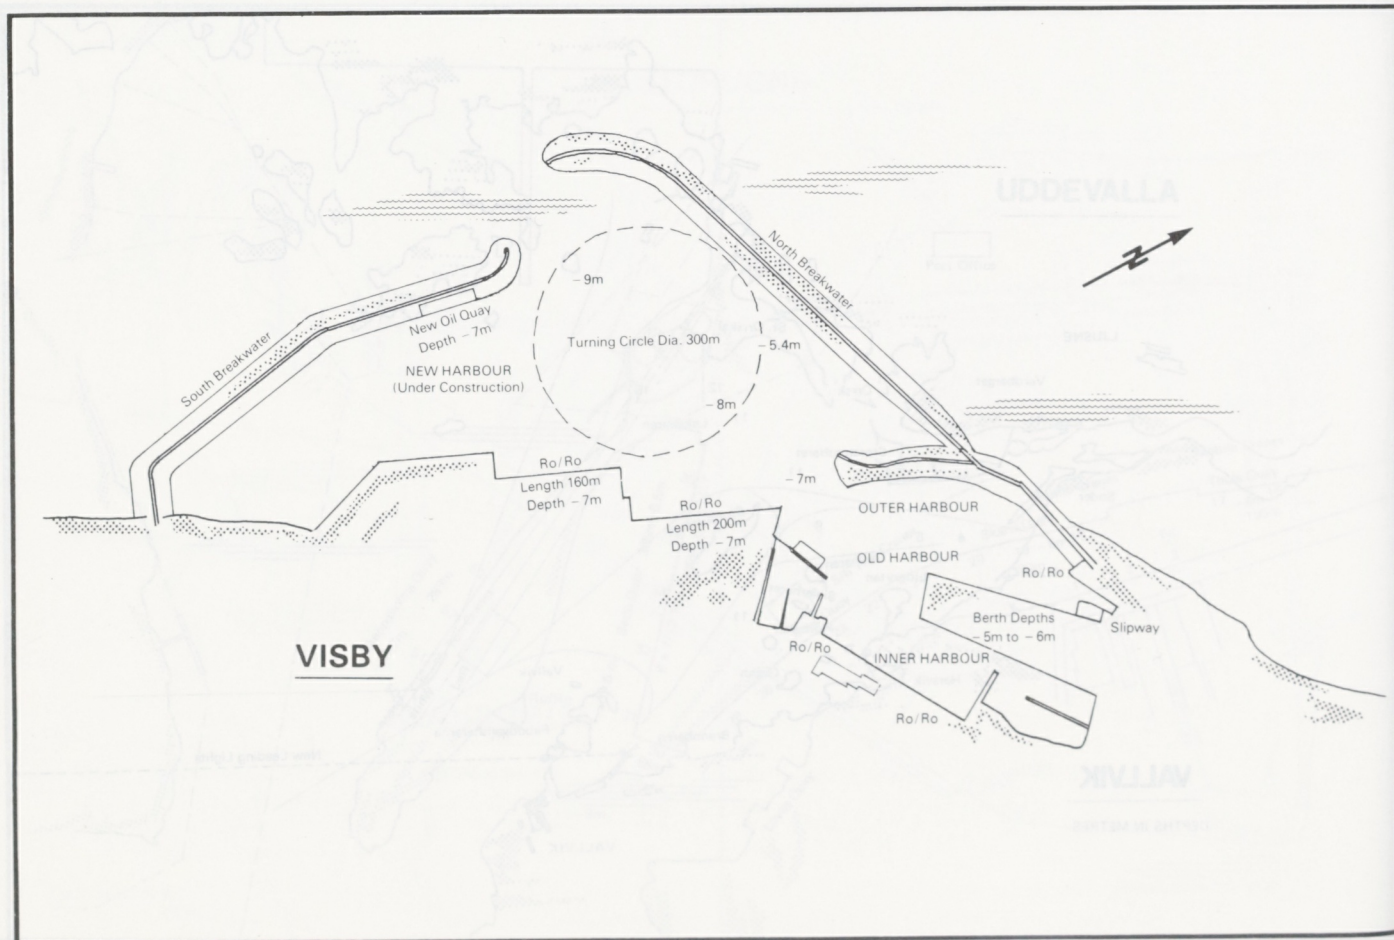 UDDEVALLA
North Breakwater
N
– 9m
South Breakwater
New Oil Quay
Depth – 7m
Turning Circle Dia. 300m
– 5.4m
NEW HARBOUR
(Under Construction)
– 8m
Ro/Ro
Length 160m
Depth – 7m
– 7m
Ro/Ro
Length 200m
Depth – 7m
OUTER HARBOUR
OLD HARBOUR
Ro/Ro
Berth Depths
– 5m to – 6m
Slipway
VISBY
Ro/Ro
INNER HARBOUR
Ro/Ro
VALLVIK